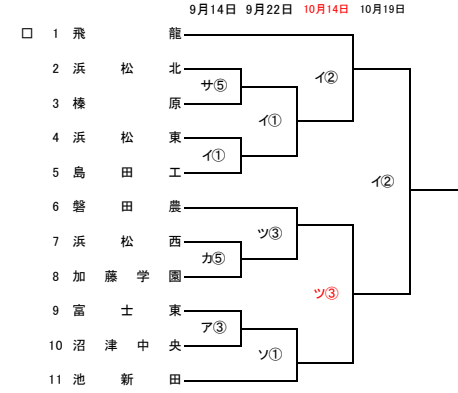 9月14日 9月22日 10月14日 10月19日
□ 1 飛 龍
2 浜 松 北
サ⑤
3 榛 原
イ②
イ①
4 浜 松 東
イ①
5 島 田 工
イ②
6 磐 田 農
ツ③
7 浜 松 西
カ⑤
8 加 藤 学 園
ツ③
9 富 士 東
ア③
10 沼 津 中 央
ソ①
11 池 新 田